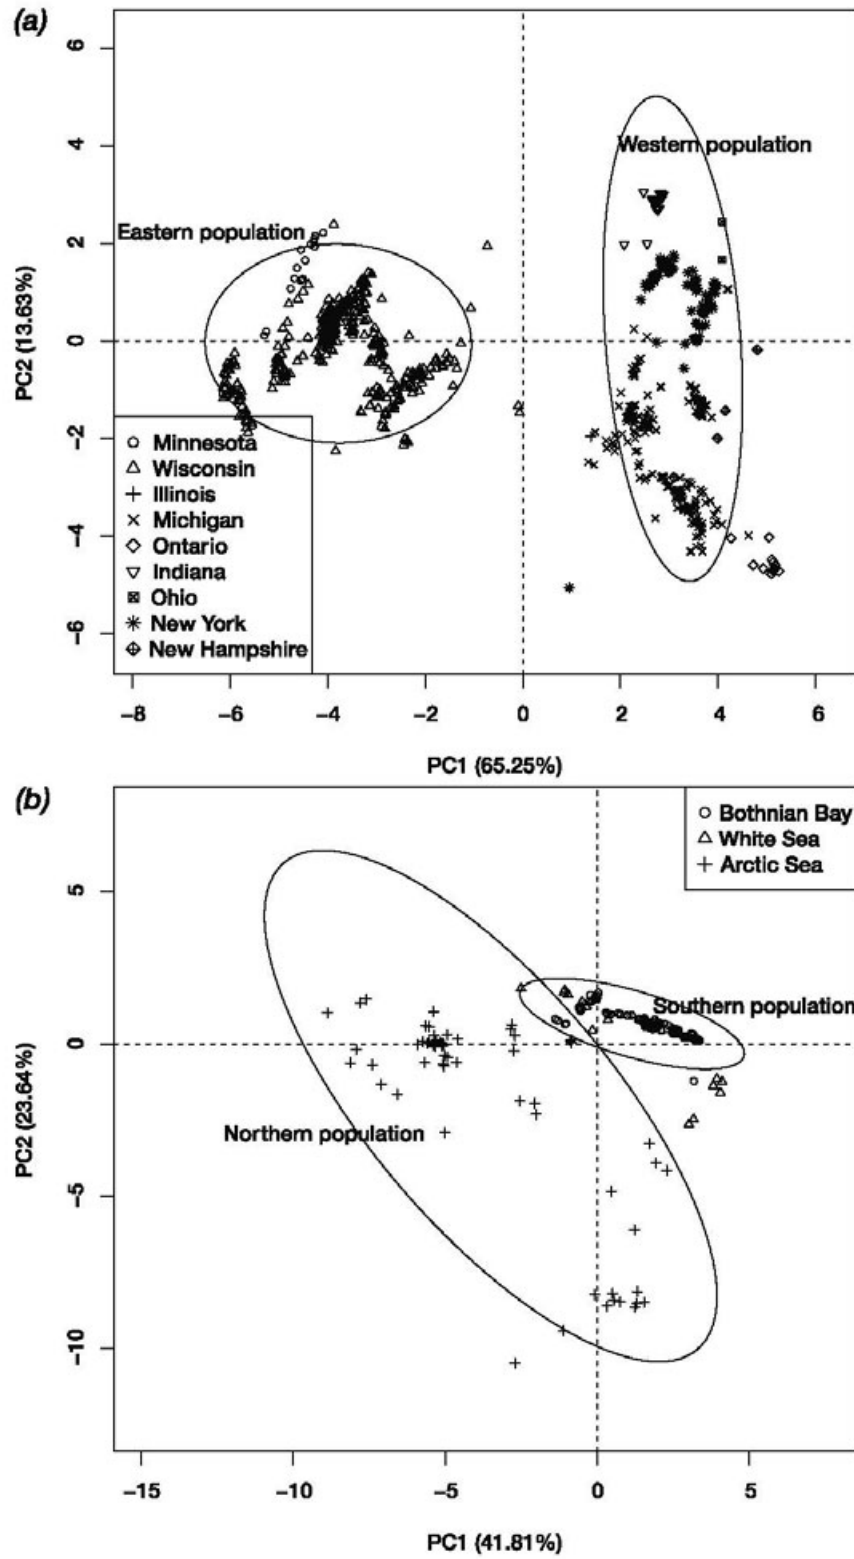 (a)
6
4
Western population
Eastern population
2
PC2 (13.63%)
0
−2
Minnesota
Wisconsin
Illinois
Michigan
−4
Ontario
Indiana
Ohio
New York
−6
New Hampshire
−8 −6 −4 −2 0 2 4 6
PC1 (65.25%)
(b)
Bothnian Bay
White Sea
Arctic Sea
5
Southern population
0
PC2 (23.64%)
Northern population
−5
−10
−15 −10 −5 0 5
PC1 (41.81%)